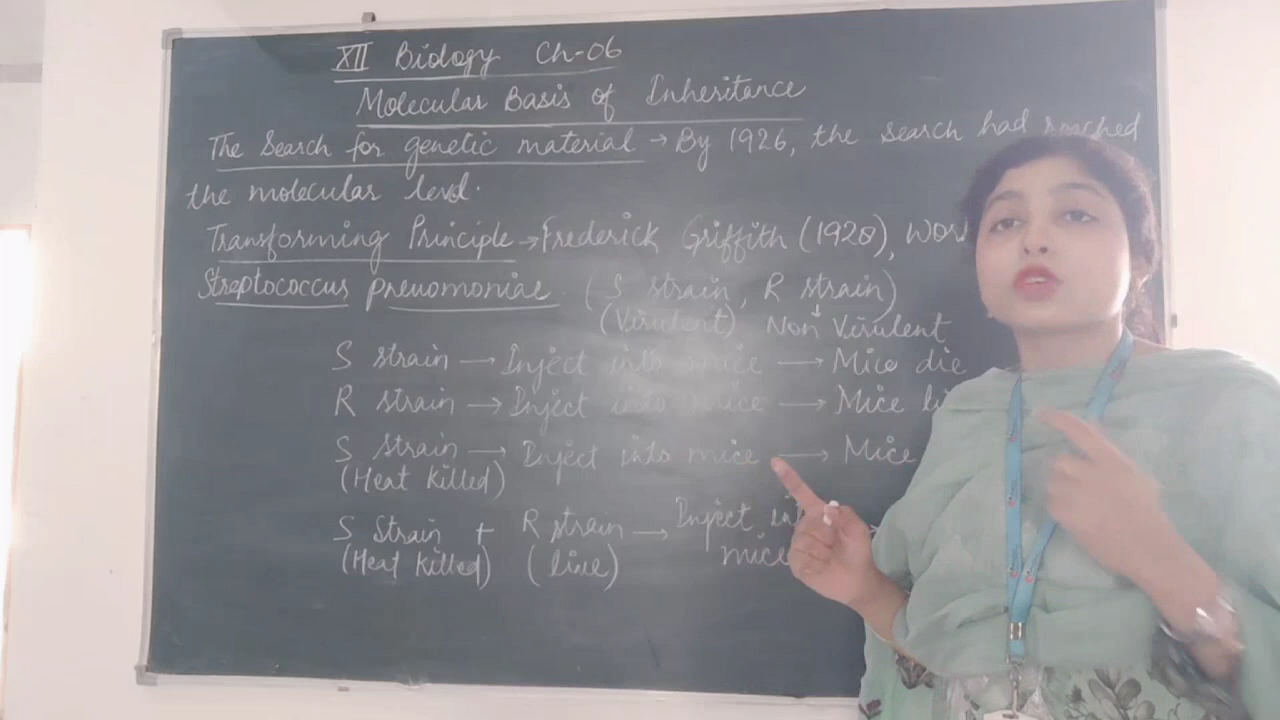 XII Biology Ch-06
Molecular Basis of Inheritance
The Search for genetic material → By 1926, the search had reached
the molecular level.
Transforming Principle → Frederick Griffith (1928),
Streptococcus pneumoniae. (S strain, R strain)
(Virulent) Non Virulent
S strain → Inject into mice → Mice die
R strain → Inject into mice → Mice
S strain → Inject into mice → Mice
(Heat killed)
S Strain + R strain → Inject
(Heat killed) (live) mice